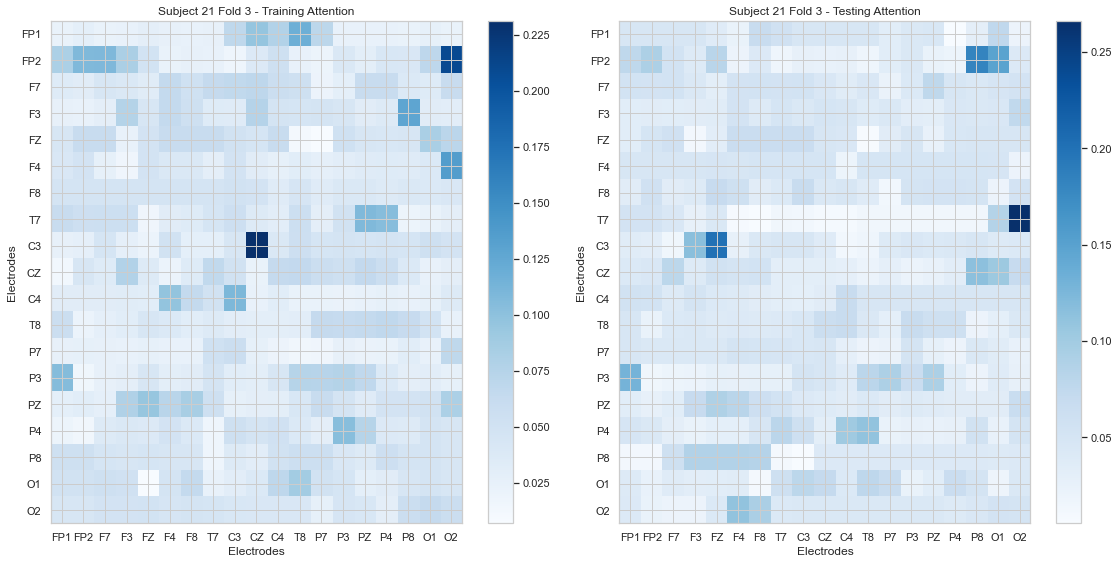 Subject 21 Fold 3 - Training Attention
FP1
FP2
F7
F3
FZ
F4
F8
T7
C3
CZ
C4
T8
P7
P3
PZ
P4
P8
O1
O2
Electrodes
FP1 FP2 F7 F3 FZ F4 F8 T7 C3 CZ C4 T8 P7 P3 PZ P4 P8 O1 O2
Electrodes
0.225
0.200
0.175
0.150
0.125
0.100
0.075
0.050
0.025
Subject 21 Fold 3 - Testing Attention
FP1
FP2
F7
F3
FZ
F4
F8
T7
C3
CZ
C4
T8
P7
P3
PZ
P4
P8
O1
O2
Electrodes
FP1 FP2 F7 F3 FZ F4 F8 T7 C3 CZ C4 T8 P7 P3 PZ P4 P8 O1 O2
Electrodes
0.25
0.20
0.15
0.10
0.05